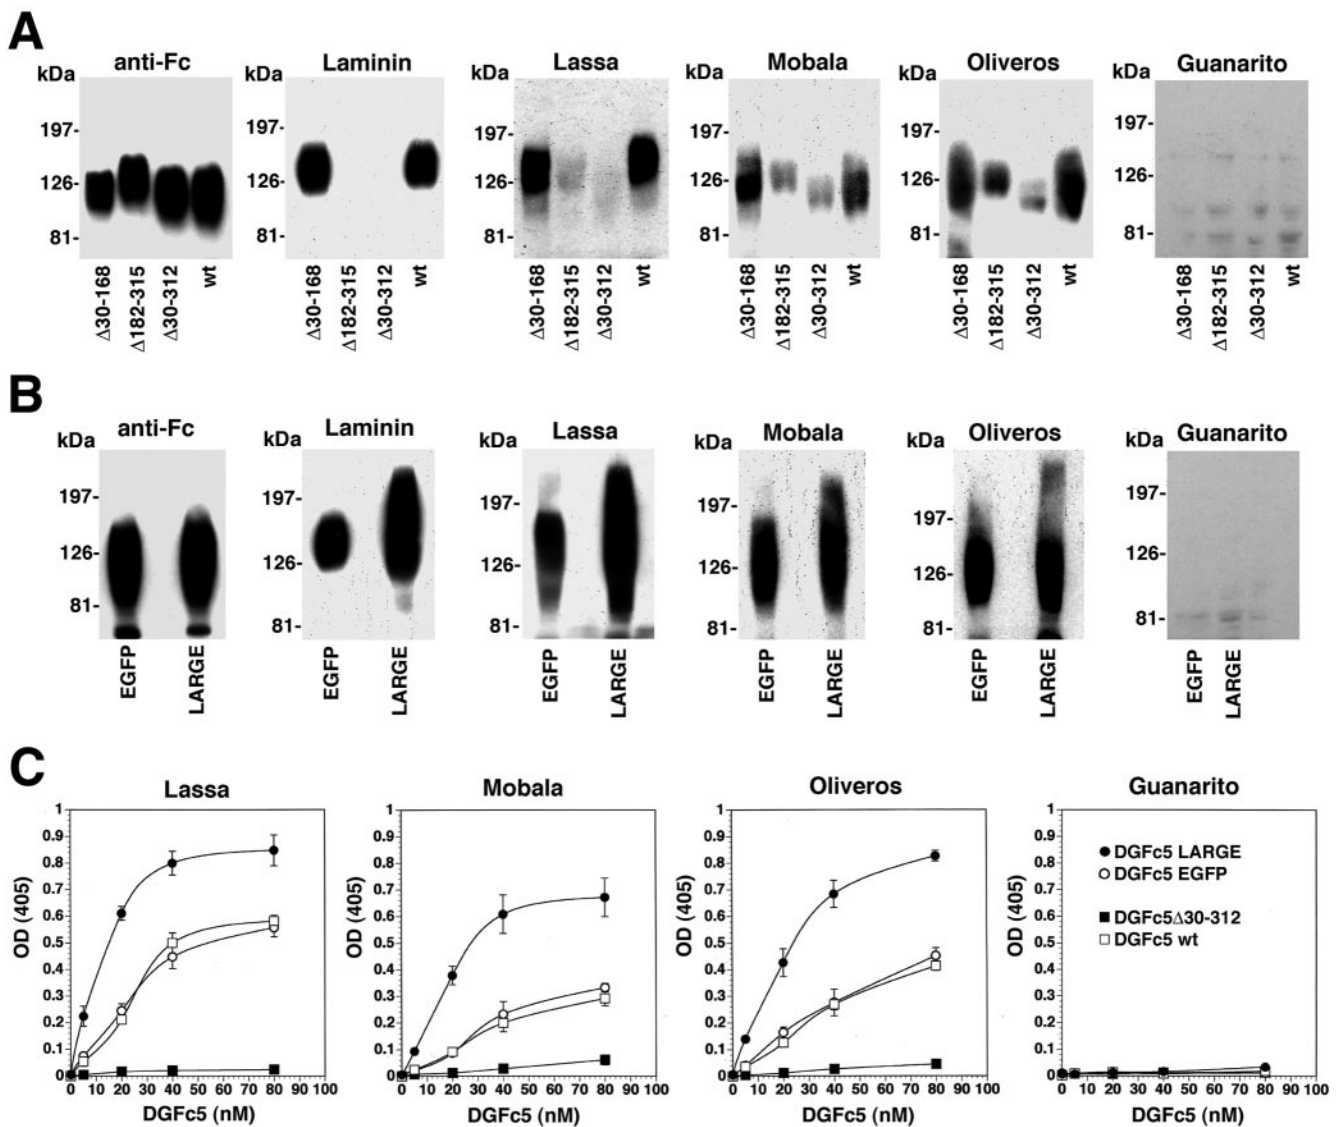 A
anti-Fc
kDa
197-
126-
81-
Δ30-168
Δ182-315
Δ30-312
wt
Laminin
kDa
197-
126-
81-
Δ30-168
Δ182-315
Δ30-312
wt
Lassa
kDa
197-
126-
81-
Δ30-168
Δ182-315
Δ30-312
wt
Mobala
kDa
197-
126-
81-
Δ30-168
Δ182-315
Δ30-312
wt
Oliveros
kDa
197-
126-
81-
Δ30-168
Δ182-315
Δ30-312
wt
Guanarito
kDa
197-
126-
81-
Δ30-168
Δ182-315
Δ30-312
wt
B
anti-Fc
kDa
197-
126-
81-
EGFP
LARGE
Laminin
kDa
197-
126-
81-
EGFP
LARGE
Lassa
kDa
197-
126-
81-
EGFP
LARGE
Mobala
kDa
197-
126-
81-
EGFP
LARGE
Oliveros
kDa
197-
126-
81-
EGFP
LARGE
Guanarito
kDa
197-
126-
81-
EGFP
LARGE
C
Lassa
OD (405)
1
0.9
0.8
0.7
0.6
0.5
0.4
0.3
0.2
0.1
0
0 10 20 30 40 50 60 70 80 90 100
DGFc5 (nM)
Mobala
OD (405)
1
0.9
0.8
0.7
0.6
0.5
0.4
0.3
0.2
0.1
0
0 10 20 30 40 50 60 70 80 90 100
DGFc5 (nM)
Oliveros
OD (405)
1
0.9
0.8
0.7
0.6
0.5
0.4
0.3
0.2
0.1
0
0 10 20 30 40 50 60 70 80 90 100
DGFc5 (nM)
Guanarito
OD (405)
1
0.9
0.8
0.7
0.6
0.5
0.4
0.3
0.2
0.1
0
DGFc5 LARGE
DGFc5 EGFP
DGFc5Δ30-312
DGFc5 wt
0 10 20 30 40 50 60 70 80 90 100
DGFc5 (nM)